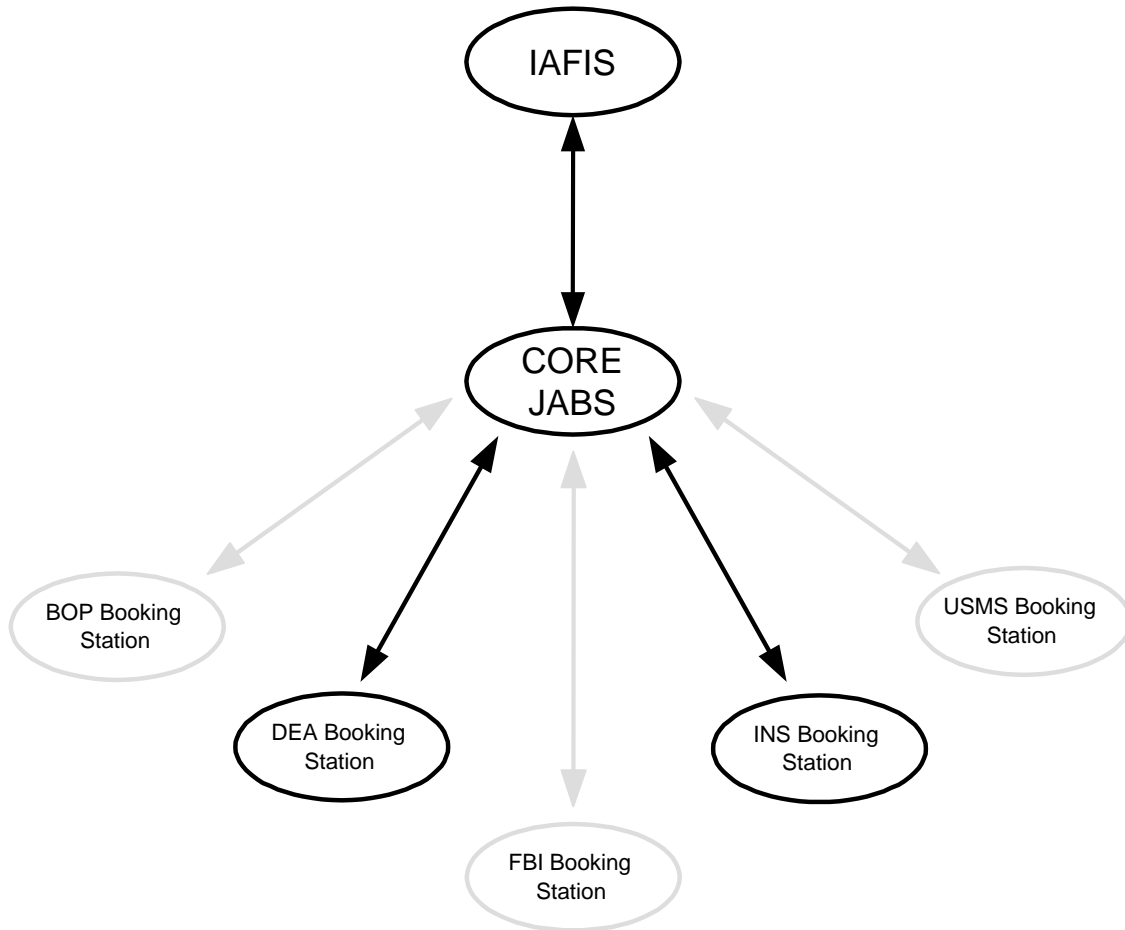 IAFIS
CORE
JABS
BOP Booking
Station
USMS Booking
Station
DEA Booking
Station
INS Booking
Station
FBI Booking
Station